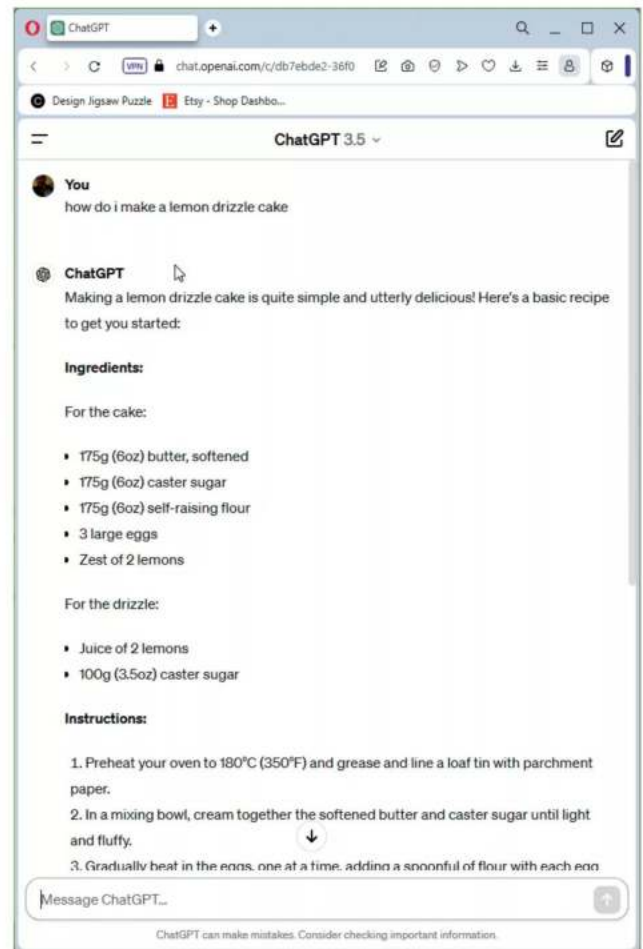 ChatGPT
VPN
chat.openai.com/c/db7ebde2-36f0
Design Jigsaw Puzzle
E
Etsy - Shop Dashbo...
ChatGPT 3.5
You
how do i make a lemon drizzle cake
ChatGPT
Making a lemon drizzle cake is quite simple and utterly delicious! Here's a basic recipe
to get you started:
Ingredients:
For the cake:
175g (6oz) butter, softened
175g (6oz) caster sugar
175g (6oz) self-raising flour
3 large eggs
Zest of 2 lemons
For the drizzle:
Juice of 2 lemons
100g (3.5oz) caster sugar
Instructions:
1. Preheat your oven to 180°C (350°F) and grease and line a loaf tin with parchment
paper.
2. In a mixing bowl, cream together the softened butter and caster sugar until light
and fluffy.
3. Gradually beat in the eggs, one at a time, adding a spoonful of flour with each egg
Message ChatGPT...
ChatGPT can make mistakes. Consider checking important information.